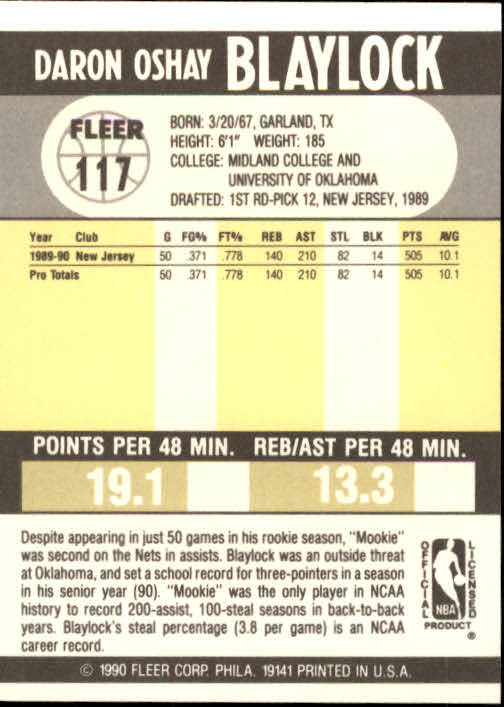 DARON OSHAY BLAYLOCK
FLEER
117
BORN: 3/20/67, GARLAND, TX
HEIGHT: 6'1" WEIGHT: 185
COLLEGE: MIDLAND COLLEGE AND
UNIVERSITY OF OKLAHOMA
DRAFTED: 1ST RD-PICK 12, NEW JERSEY, 1989
Year Club G FG% FT% REB AST STL BLK PTS AVG
1989-90 New Jersey 50 .371 .778 140 210 82 14 505 10.1
Pro Totals 50 .371 .778 140 210 82 14 505 10.1
POINTS PER 48 MIN. REB/AST PER 48 MIN.
19.1 13.3
Despite appearing in just 50 games in his rookie season, "Mookie"
was second on the Nets in assists. Blaylock was an outside threat
at Oklahoma, and set a school record for three-pointers in a season
in his senior year (90). "Mookie" was the only player in NCAA
history to record 200-assist, 100-steal seasons in back-to-back
years. Blaylock's steal percentage (3.8 per game) is an NCAA
career record.
OFFICIAL
LICENSED
NBA
PRODUCT
®
© 1990 FLEER CORP. PHILA. 19141 PRINTED IN U.S.A.